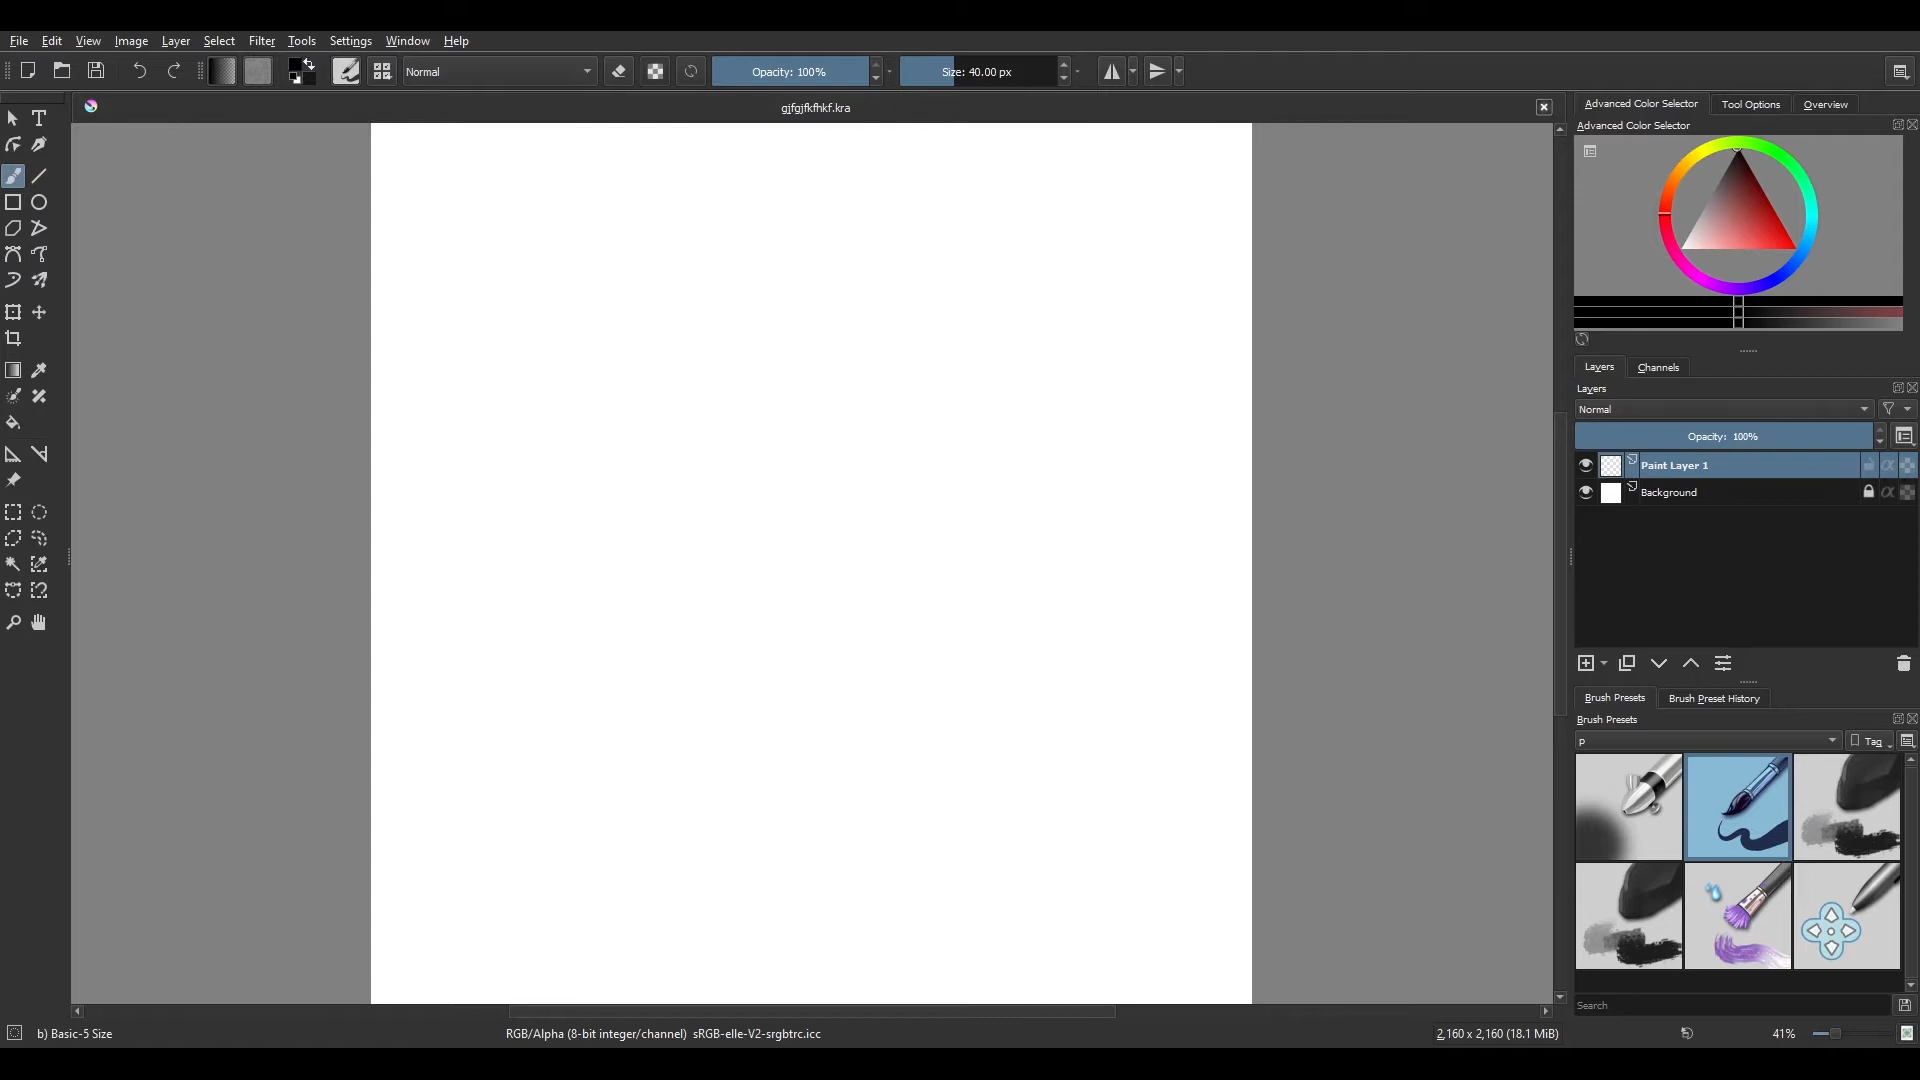 File Edit View Image Layer Select Filter Tools Settings Window Help
Normal Opacity: 100% Size: 40.00 px
gjfgjfkfhkf.kra
Advanced Color Selector Tool Options Overview
Advanced Color Selector
Layers Channels
Layers
Normal
Opacity: 100%
Paint Layer 1
Background
Brush Presets Brush Preset History
Brush Presets
p Tag
Search
b) Basic-5 Size RGB/Alpha (8-bit integer/channel) sRGB-elle-V2-srgbtrc.icc 2,160 x 2,160 (18.1 MiB) 41%